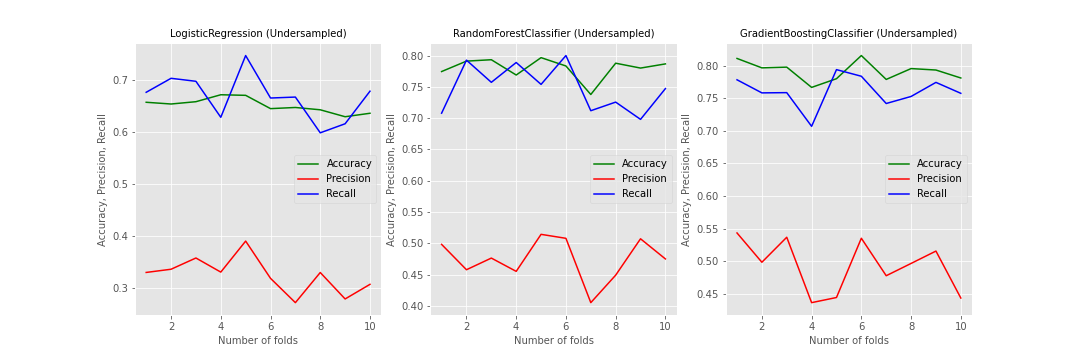 LogisticRegression (Undersampled)
RandomForestClassifier (Undersampled)
GradientBoostingClassifier (Undersampled)
Accuracy, Precision, Recall
0.7
0.6
0.5
0.4
0.3
Accuracy
Precision
Recall
2
4
6
8
10
Number of folds
Accuracy, Precision, Recall
0.80
0.75
0.70
0.65
0.60
0.55
0.50
0.45
0.40
Accuracy
Precision
Recall
2
4
6
8
10
Number of folds
Accuracy, Precision, Recall
0.80
0.75
0.70
0.65
0.60
0.55
0.50
0.45
Accuracy
Precision
Recall
2
4
6
8
10
Number of folds